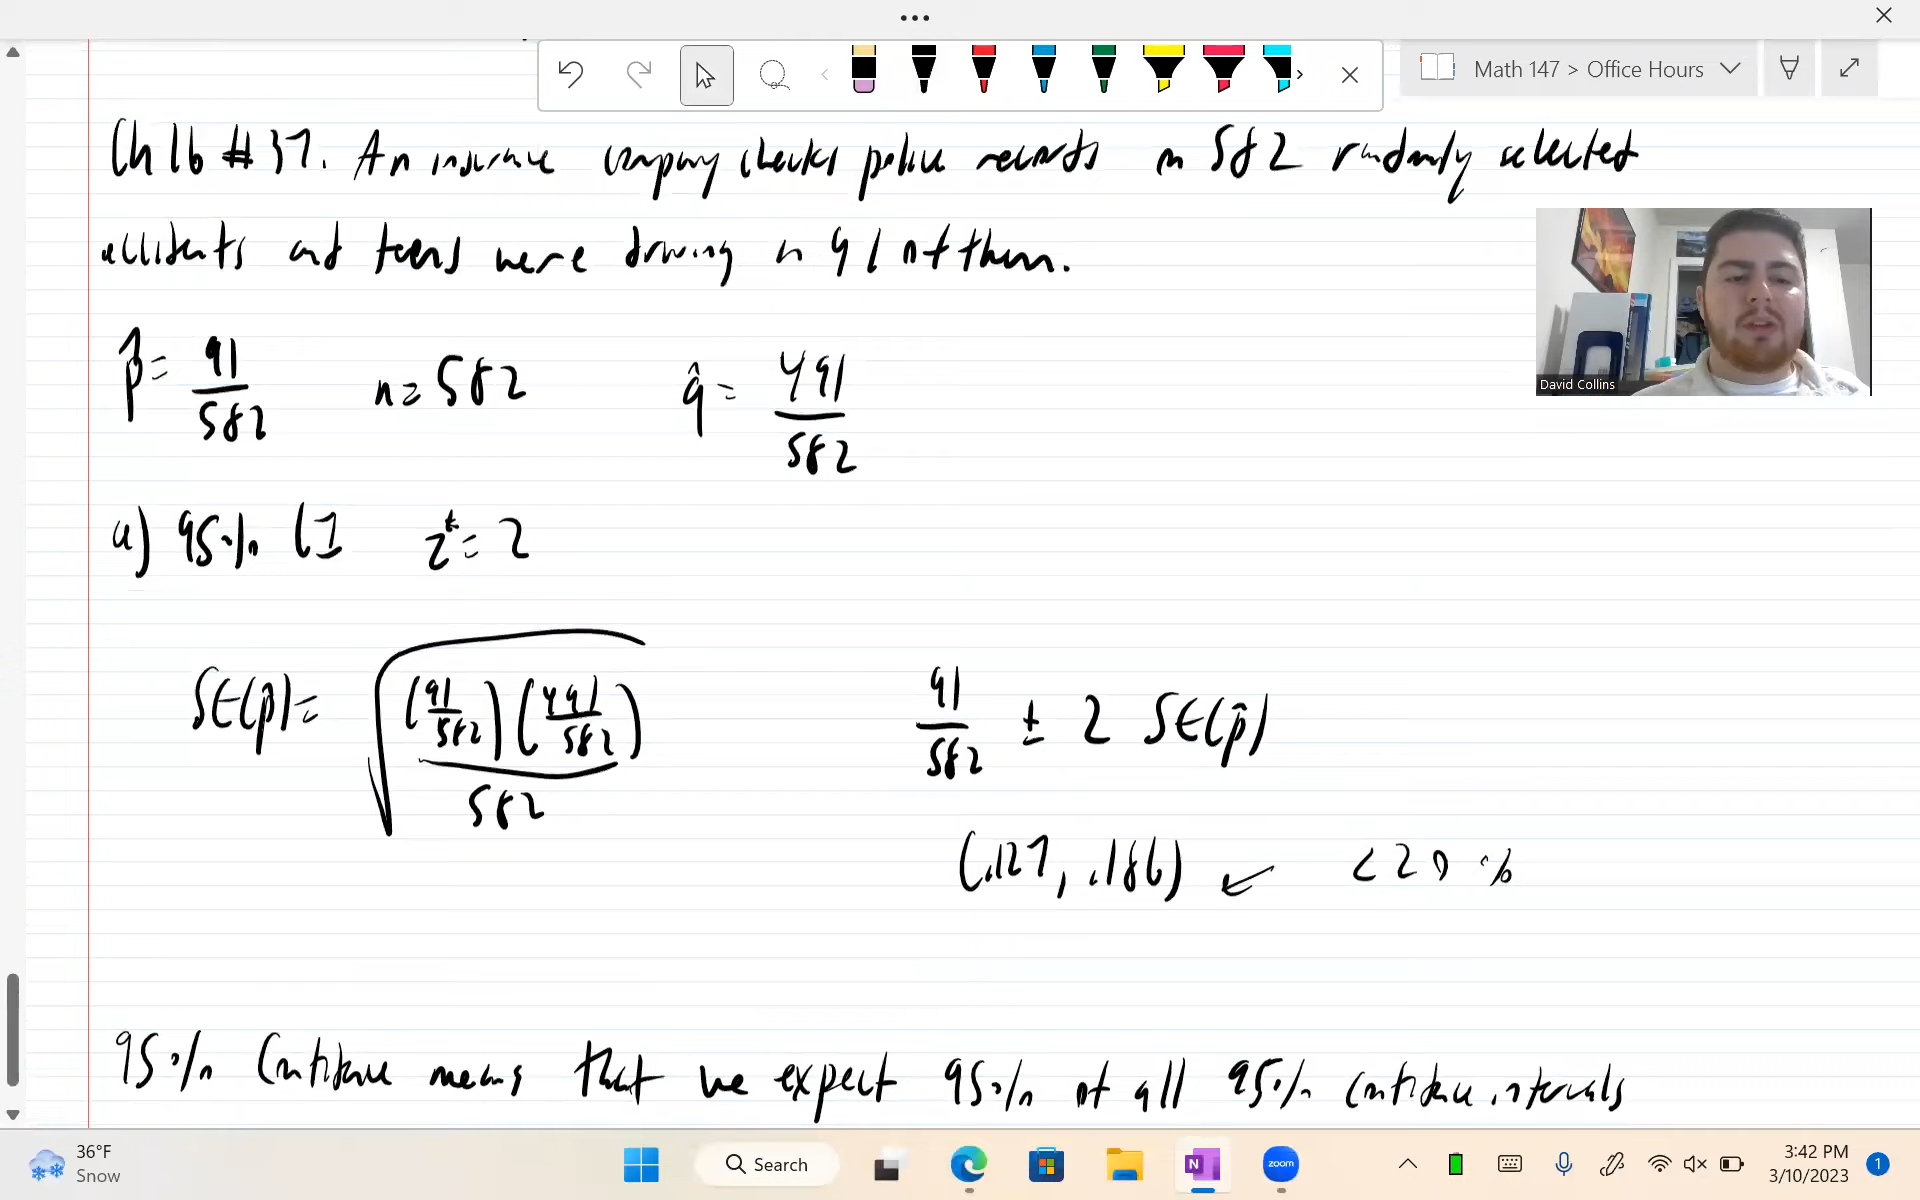 Math 147 > Office Hours
Ch 16 #37. An insurance company checks police records on 582 randomly selected
accidents and teens were driving in 91 of them.
David Collins
p̂ = 91/582 n = 582 q̂ = 491/582
a) 95% CI z* = 2
SE(p̂) = √((91/582)(491/582)/582) 91/582 ± 2 SE(p̂)
(.127, .186) ↙ < 20 %
95% Confidence means that we expect 95% of all 95% confidence intervals
36°F
Snow
Search
N
zoom
3:42 PM
3/10/2023
1